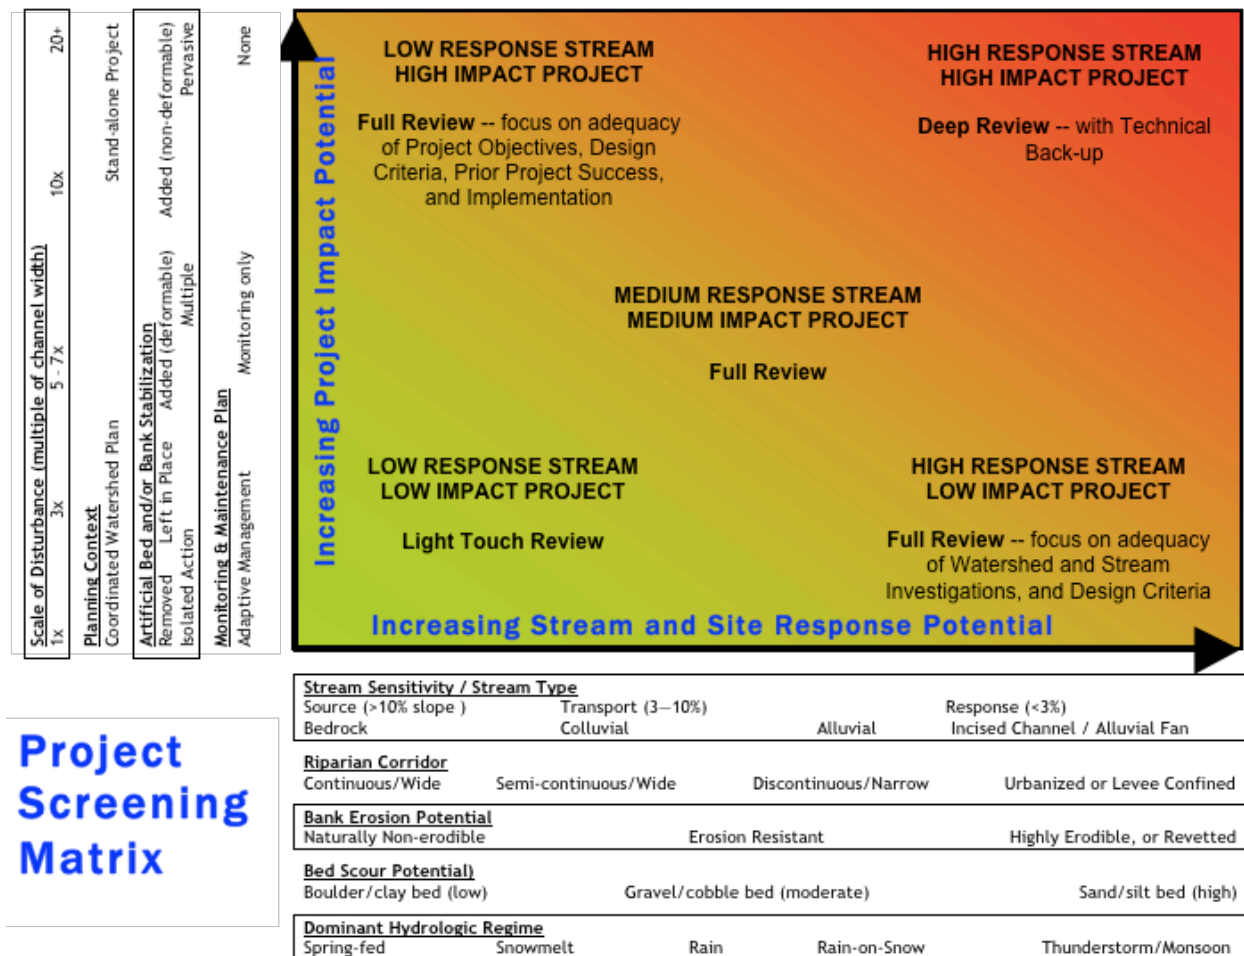 Scale of Disturbance (multiple of channel width)
1x 3x 5 - 7x 10x 20+
Planning Context
Coordinated Watershed Plan Stand-alone Project
Artificial Bed and/or Bank Stabilization
Removed Left in Place Added (deformable) Added (non-deformable)
Isolated Action Multiple Pervasive
Monitoring & Maintenance Plan
Adaptive Management Monitoring only None
Increasing Project Impact Potential
LOW RESPONSE STREAM
HIGH IMPACT PROJECT
Full Review -- focus on adequacy
of Project Objectives, Design
Criteria, Prior Project Success,
and Implementation
HIGH RESPONSE STREAM
HIGH IMPACT PROJECT
Deep Review -- with Technical
Back-up
MEDIUM RESPONSE STREAM
MEDIUM IMPACT PROJECT
Full Review
LOW RESPONSE STREAM
LOW IMPACT PROJECT
Light Touch Review
HIGH RESPONSE STREAM
LOW IMPACT PROJECT
Full Review -- focus on adequacy
of Watershed and Stream
Investigations, and Design Criteria
Increasing Stream and Site Response Potential
Project
Screening
Matrix
Stream Sensitivity / Stream Type
Source (>10% slope ) Transport (3—10%) Response (<3%)
Bedrock Colluvial Alluvial Incised Channel / Alluvial Fan
Riparian Corridor
Continuous/Wide Semi-continuous/Wide Discontinuous/Narrow Urbanized or Levee Confined
Bank Erosion Potential
Naturally Non-erodible Erosion Resistant Highly Erodible, or Revetted
Bed Scour Potential)
Boulder/clay bed (low) Gravel/cobble bed (moderate) Sand/silt bed (high)
Dominant Hydrologic Regime
Spring-fed Snowmelt Rain Rain-on-Snow Thunderstorm/Monsoon